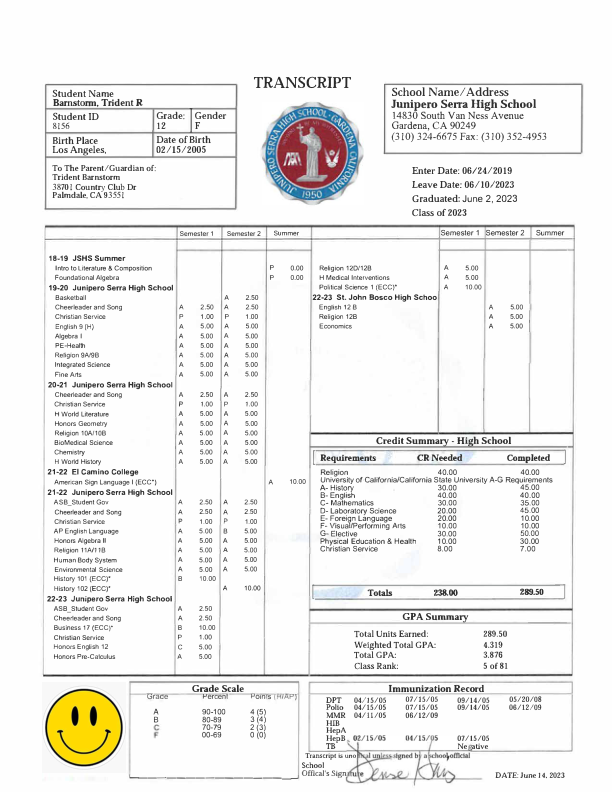 TRANSCRIPT
Student Name
Barnstorm, Trident R
Student ID
8156
Grade:
12
Gender
F
Birth Place
Los Angeles,
Date of Birth
02/15/2005
To The Parent/Guardian of:
Trident Barnstorm
38701 Country Club Dr
Palmdale, CA 93551
JUNIPERO SERRA HIGH SCHOOL · GARDENA CALIFORNIA
1950
School Name/Address
Junipero Serra High School
14830 South Van Ness Avenue
Gardena, CA 90249
(310) 324-6675 Fax: (310) 352-4953
Enter Date: 06/24/2019
Leave Date: 06/10/2023
Graduated: June 2, 2023
Class of 2023
Semester 1 Semester 2 Summer
18-19 JSHS Summer
Intro to Literature & Composition P 0.00
Foundational Algebra P 0.00
19-20 Junipero Serra High School
Basketball A 2.50
Cheerleader and Song A 2.50 A 2.50
Christian Service P 1.00 P 1.00
English 9 (H) A 5.00 A 5.00
Algebra I A 5.00 A 5.00
PE-Health A 5.00 A 5.00
Religion 9A/9B A 5.00 A 5.00
Integrated Science A 5.00 A 5.00
Fine Arts A 5.00 A 5.00
20-21 Junipero Serra High School
Cheerleader and Song A 2.50 A 2.50
Christian Service P 1.00 P 1.00
H World Literature A 5.00 A 5.00
Honors Geometry A 5.00 A 5.00
Religion 10A/10B A 5.00 A 5.00
BioMedical Science A 5.00 A 5.00
Chemistry A 5.00 A 5.00
H World History A 5.00 A 5.00
21-22 El Camino College
American Sign Language I (ECC*) A 10.00
21-22 Junipero Serra High School
ASB_Student Gov A 2.50 A 2.50
Cheerleader and Song A 2.50 A 2.50
Christian Service P 1.00 P 1.00
AP English Language A 5.00 B 5.00
Honors Algebra II A 5.00 A 5.00
Religion 11A/11B A 5.00 A 5.00
Human Body System A 5.00 A 5.00
Environmental Science A 5.00 A 5.00
History 101 (ECC)* B 10.00
History 102 (ECC)* A 10.00
22-23 Junipero Serra High School
ASB_Student Gov A 2.50
Cheerleader and Song A 2.50
Business 17 (ECC)* B 10.00
Christian Service P 1.00
Honors English 12 C 5.00
Honors Pre-Calculus A 5.00
Semester 1 Semester 2 Summer
Religion 12D/12B A 5.00
H Medical Interventions A 5.00
Political Science 1 (ECC)* A 10.00
22-23 St. John Bosco High Schoo
English 12 B A 5.00
Religion 12B A 5.00
Economics A 5.00
Credit Summary - High School
Requirements CR Needed Completed
Religion 40.00 40.00
University of California/California State University A-G Requirements
A- History 30.00 45.00
B- English 40.00 40.00
C- Mathematics 30.00 35.00
D- Laboratory Science 20.00 45.00
E- Foreign Language 20.00 10.00
F- Visual/Performing Arts 10.00 10.00
G- Elective 30.00 50.00
Physical Education & Health 10.00 30.00
Christian Service 8.00 7.00
Totals 238.00 289.50
GPA Summary
Total Units Earned: 289.50
Weighted Total GPA: 4.319
Total GPA: 3.876
Class Rank: 5 of 81
Grade Scale
Grade Percent Points (H/AP)
A 90-100 4 (5)
B 80-89 3 (4)
C 70-79 2 (3)
F 00-69 0 (0)
Immunization Record
DPT 04/15/05 07/15/05 09/14/05 05/20/08
Polio 04/15/05 07/15/05 09/14/05 06/12/09
MMR 04/11/05 06/12/09
HIB
HepA
HepB 02/15/05 04/15/05 07/15/05
TB Negative
Transcript is unofficial unless signed by a school official
School
Offical's Signature
DATE: June 14, 2023